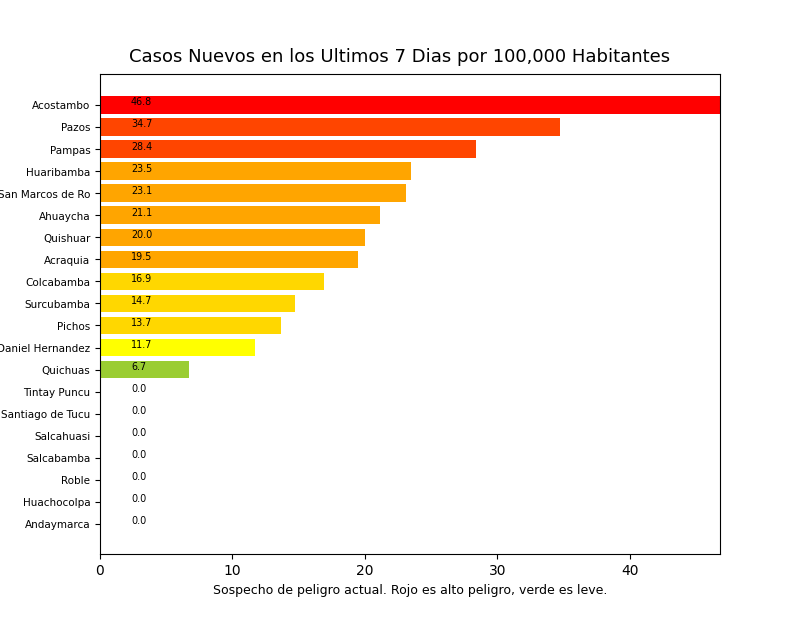 Casos Nuevos en los Ultimos 7 Dias por 100,000 Habitantes
Acostambo 46.8
Pazos 34.7
Pampas 28.4
Huaribamba 23.5
San Marcos de Ro 23.1
Ahuaycha 21.1
Quishuar 20.0
Acraquia 19.5
Colcabamba 16.9
Surcubamba 14.7
Pichos 13.7
Daniel Hernandez 11.7
Quichuas 6.7
Tintay Puncu 0.0
Santiago de Tucu 0.0
Salcahuasi 0.0
Salcabamba 0.0
Roble 0.0
Huachocolpa 0.0
Andaymarca 0.0
0 10 20 30 40
Sospecho de peligro actual. Rojo es alto peligro, verde es leve.